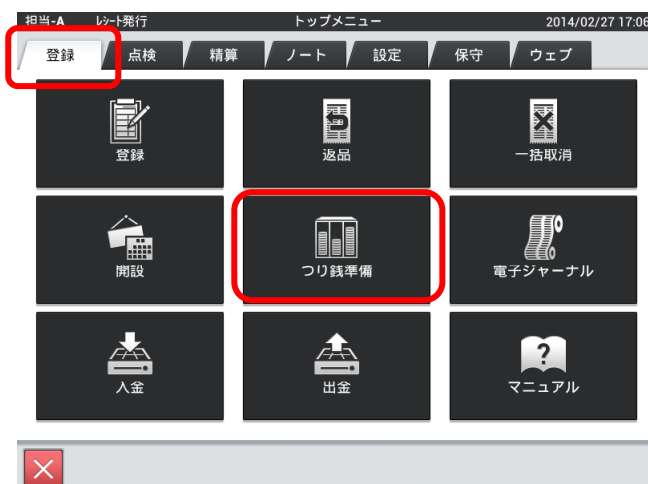 担当-A レシート発行 トップメニュー 2014/02/27 17:06
登録 点検 精算 ノート 設定 保守 ウェブ
登録 返品 一括取消
開設 つり銭準備 電子ジャーナル
入金 出金 マニュアル